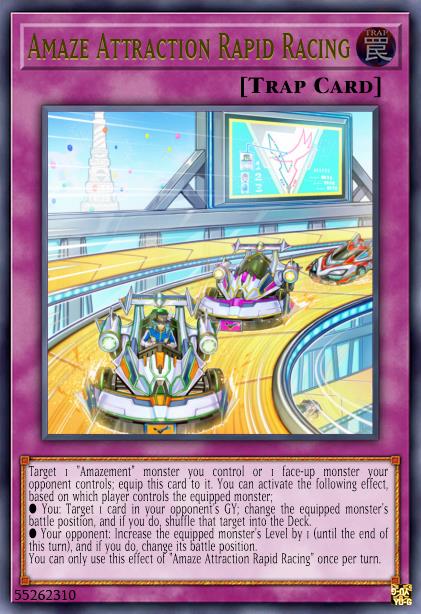 AMAZE ATTRACTION RAPID RACING
TRAP
罠
[TRAP CARD]
1
2
3
Target 1 "Amazement" monster you control or 1 face-up monster your
opponent controls; equip this card to it. You can activate the following effect,
based on which player controls the equipped monster;
● You: Target 1 card in your opponent's GY; change the equipped monster's
battle position, and if you do, shuffle that target into the Deck.
● Your opponent: Increase the equipped monster's Level by 1 (until the end of
this turn), and if you do, change its battle position.
You can only use this effect of "Amaze Attraction Rapid Racing" once per turn.
55262310